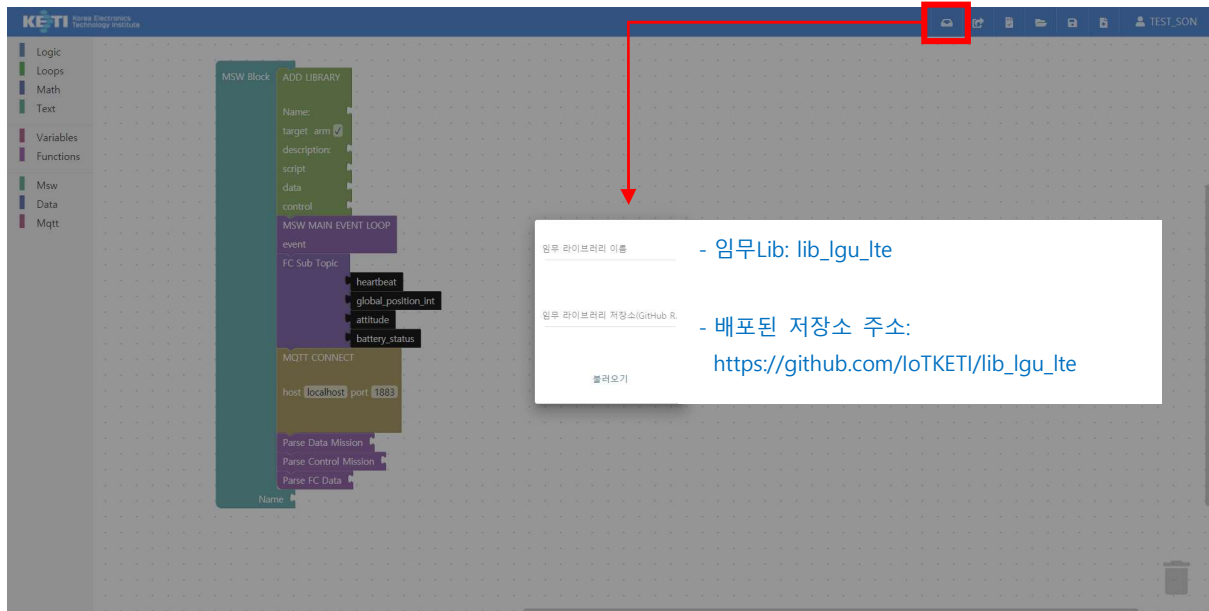 KETI Korea Electronics
Technology Institute
TEST_SON
Logic
Loops
Math
Text
Variables
Functions
Msw
Data
Mqtt
MSW Block
ADD LIBRARY
Name:
target arm
description:
script
data
control
MSW MAIN EVENT LOOP
event
FC Sub Topic
heartbeat
global_position_int
attitude
battery_status
MQTT CONNECT
host localhost port 1883
Parse Data Mission
Parse Control Mission
Parse FC Data
Name
임무 라이브러리 이름
- 임무Lib: lib_lgu_lte
임무 라이브러리 저장소(GitHub R.
- 배포된 저장소 주소:
https://github.com/IoTKETI/lib_lgu_lte
불러오기